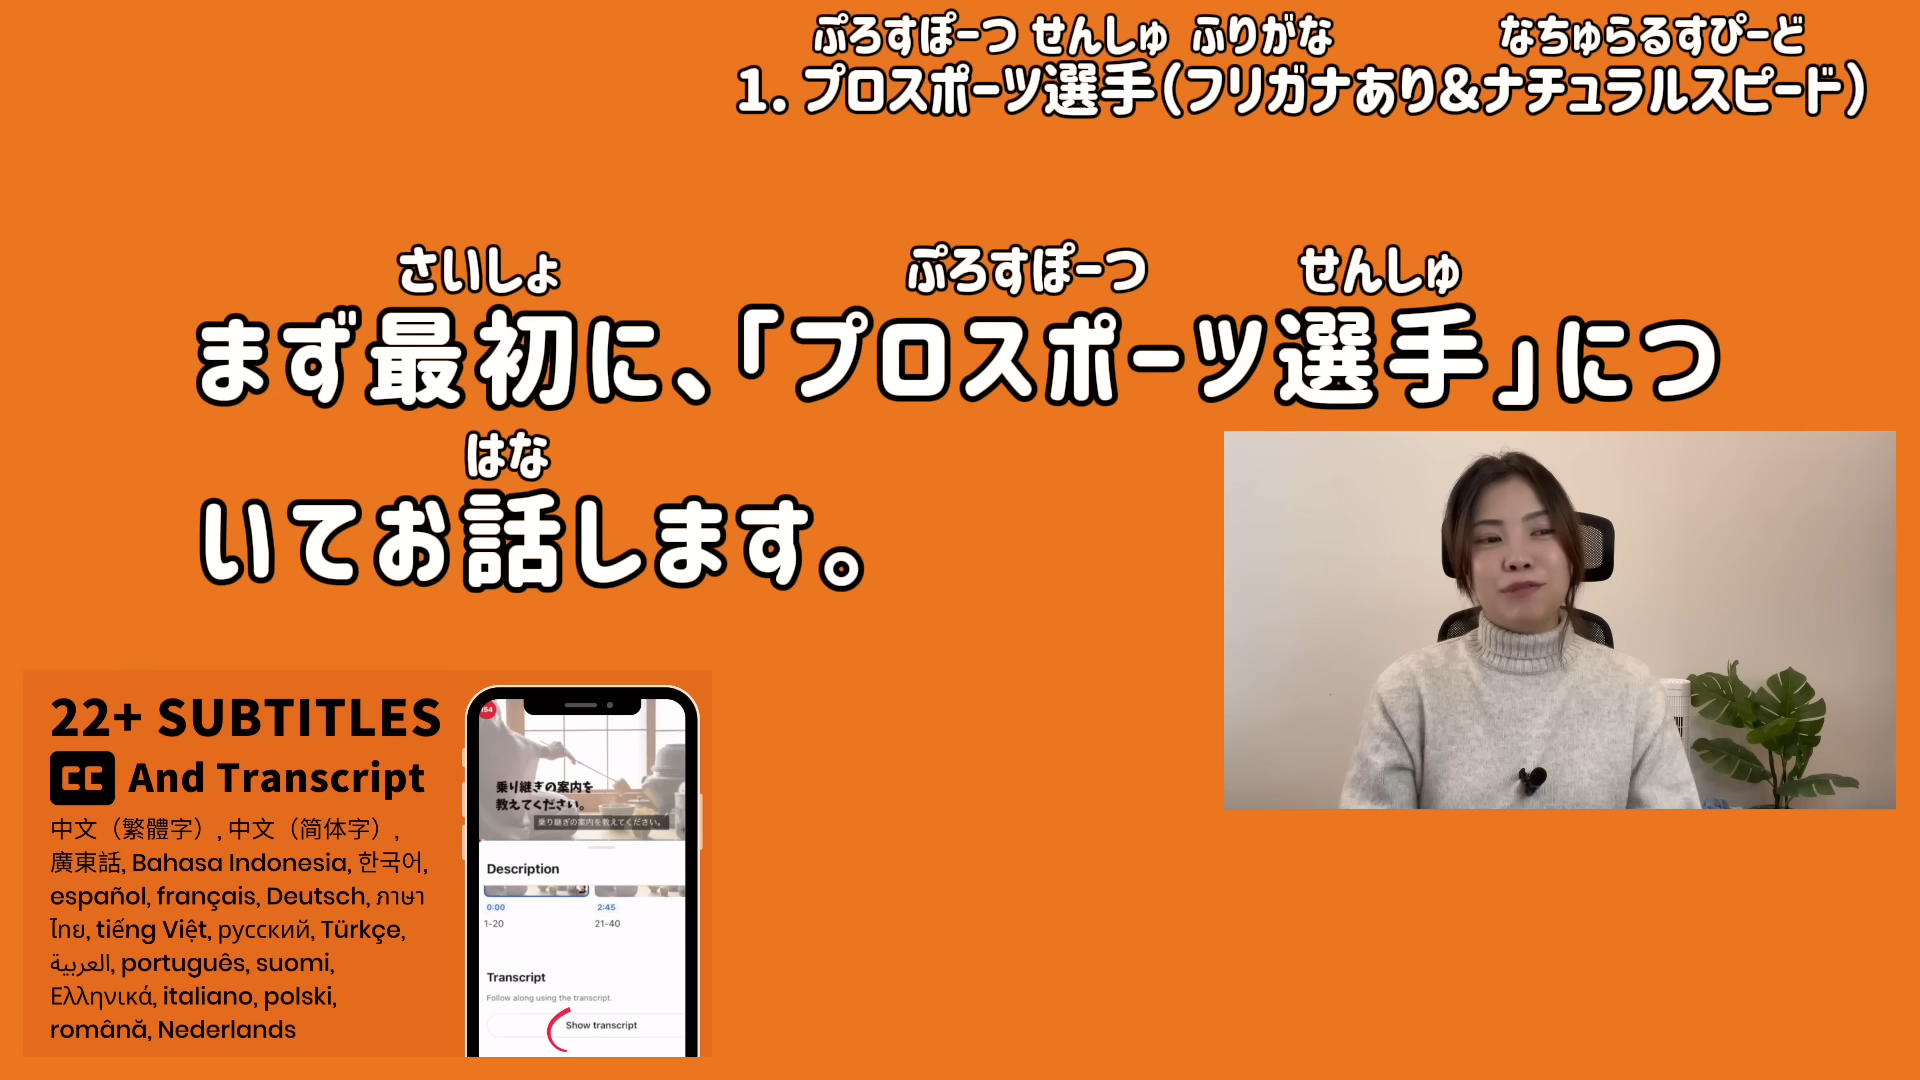 ぷろすぽーつ せんしゅ ふりがな なちゅらるすぴーど
1. プロスポーツ選手（フリガナあり&ナチュラルスピード）
さいしょ ぷろすぽーつ せんしゅ
まず最初に、「プロスポーツ選手」につ
はな
いてお話します。
22+ SUBTITLES
CC And Transcript
中文（繁體字）, 中文（简体字）,
廣東話, Bahasa Indonesia, 한국어,
español, français, Deutsch, ภาษา
ไทย, tiếng Việt, русский, Türkçe,
العربية, português, suomi,
Ελληνικά, italiano, polski,
română, Nederlands
乗り継ぎの案内を
教えてください。
乗り継ぎの案内を教えてください。
Description
0:00 2:45
1-20 21-40
Transcript
Follow along using the transcript.
Show transcript